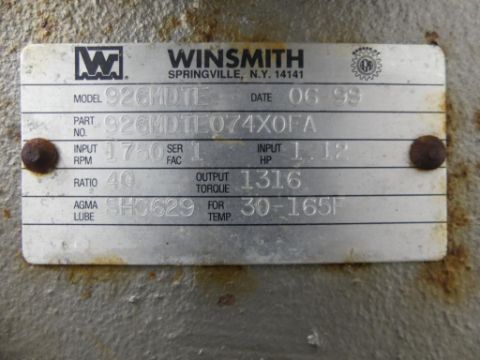 W
WINSMITH
SPRINGVILLE, N.Y. 14141
MODEL 926MDTE DATE 06 98
PART NO. 926MDTE074X0FA
INPUT RPM 1750 SER FAC 1 INPUT HP 1.12
RATIO 40 OUTPUT TORQUE 1316
AGMA LUBE SHC629 FOR TEMP. 30-165F